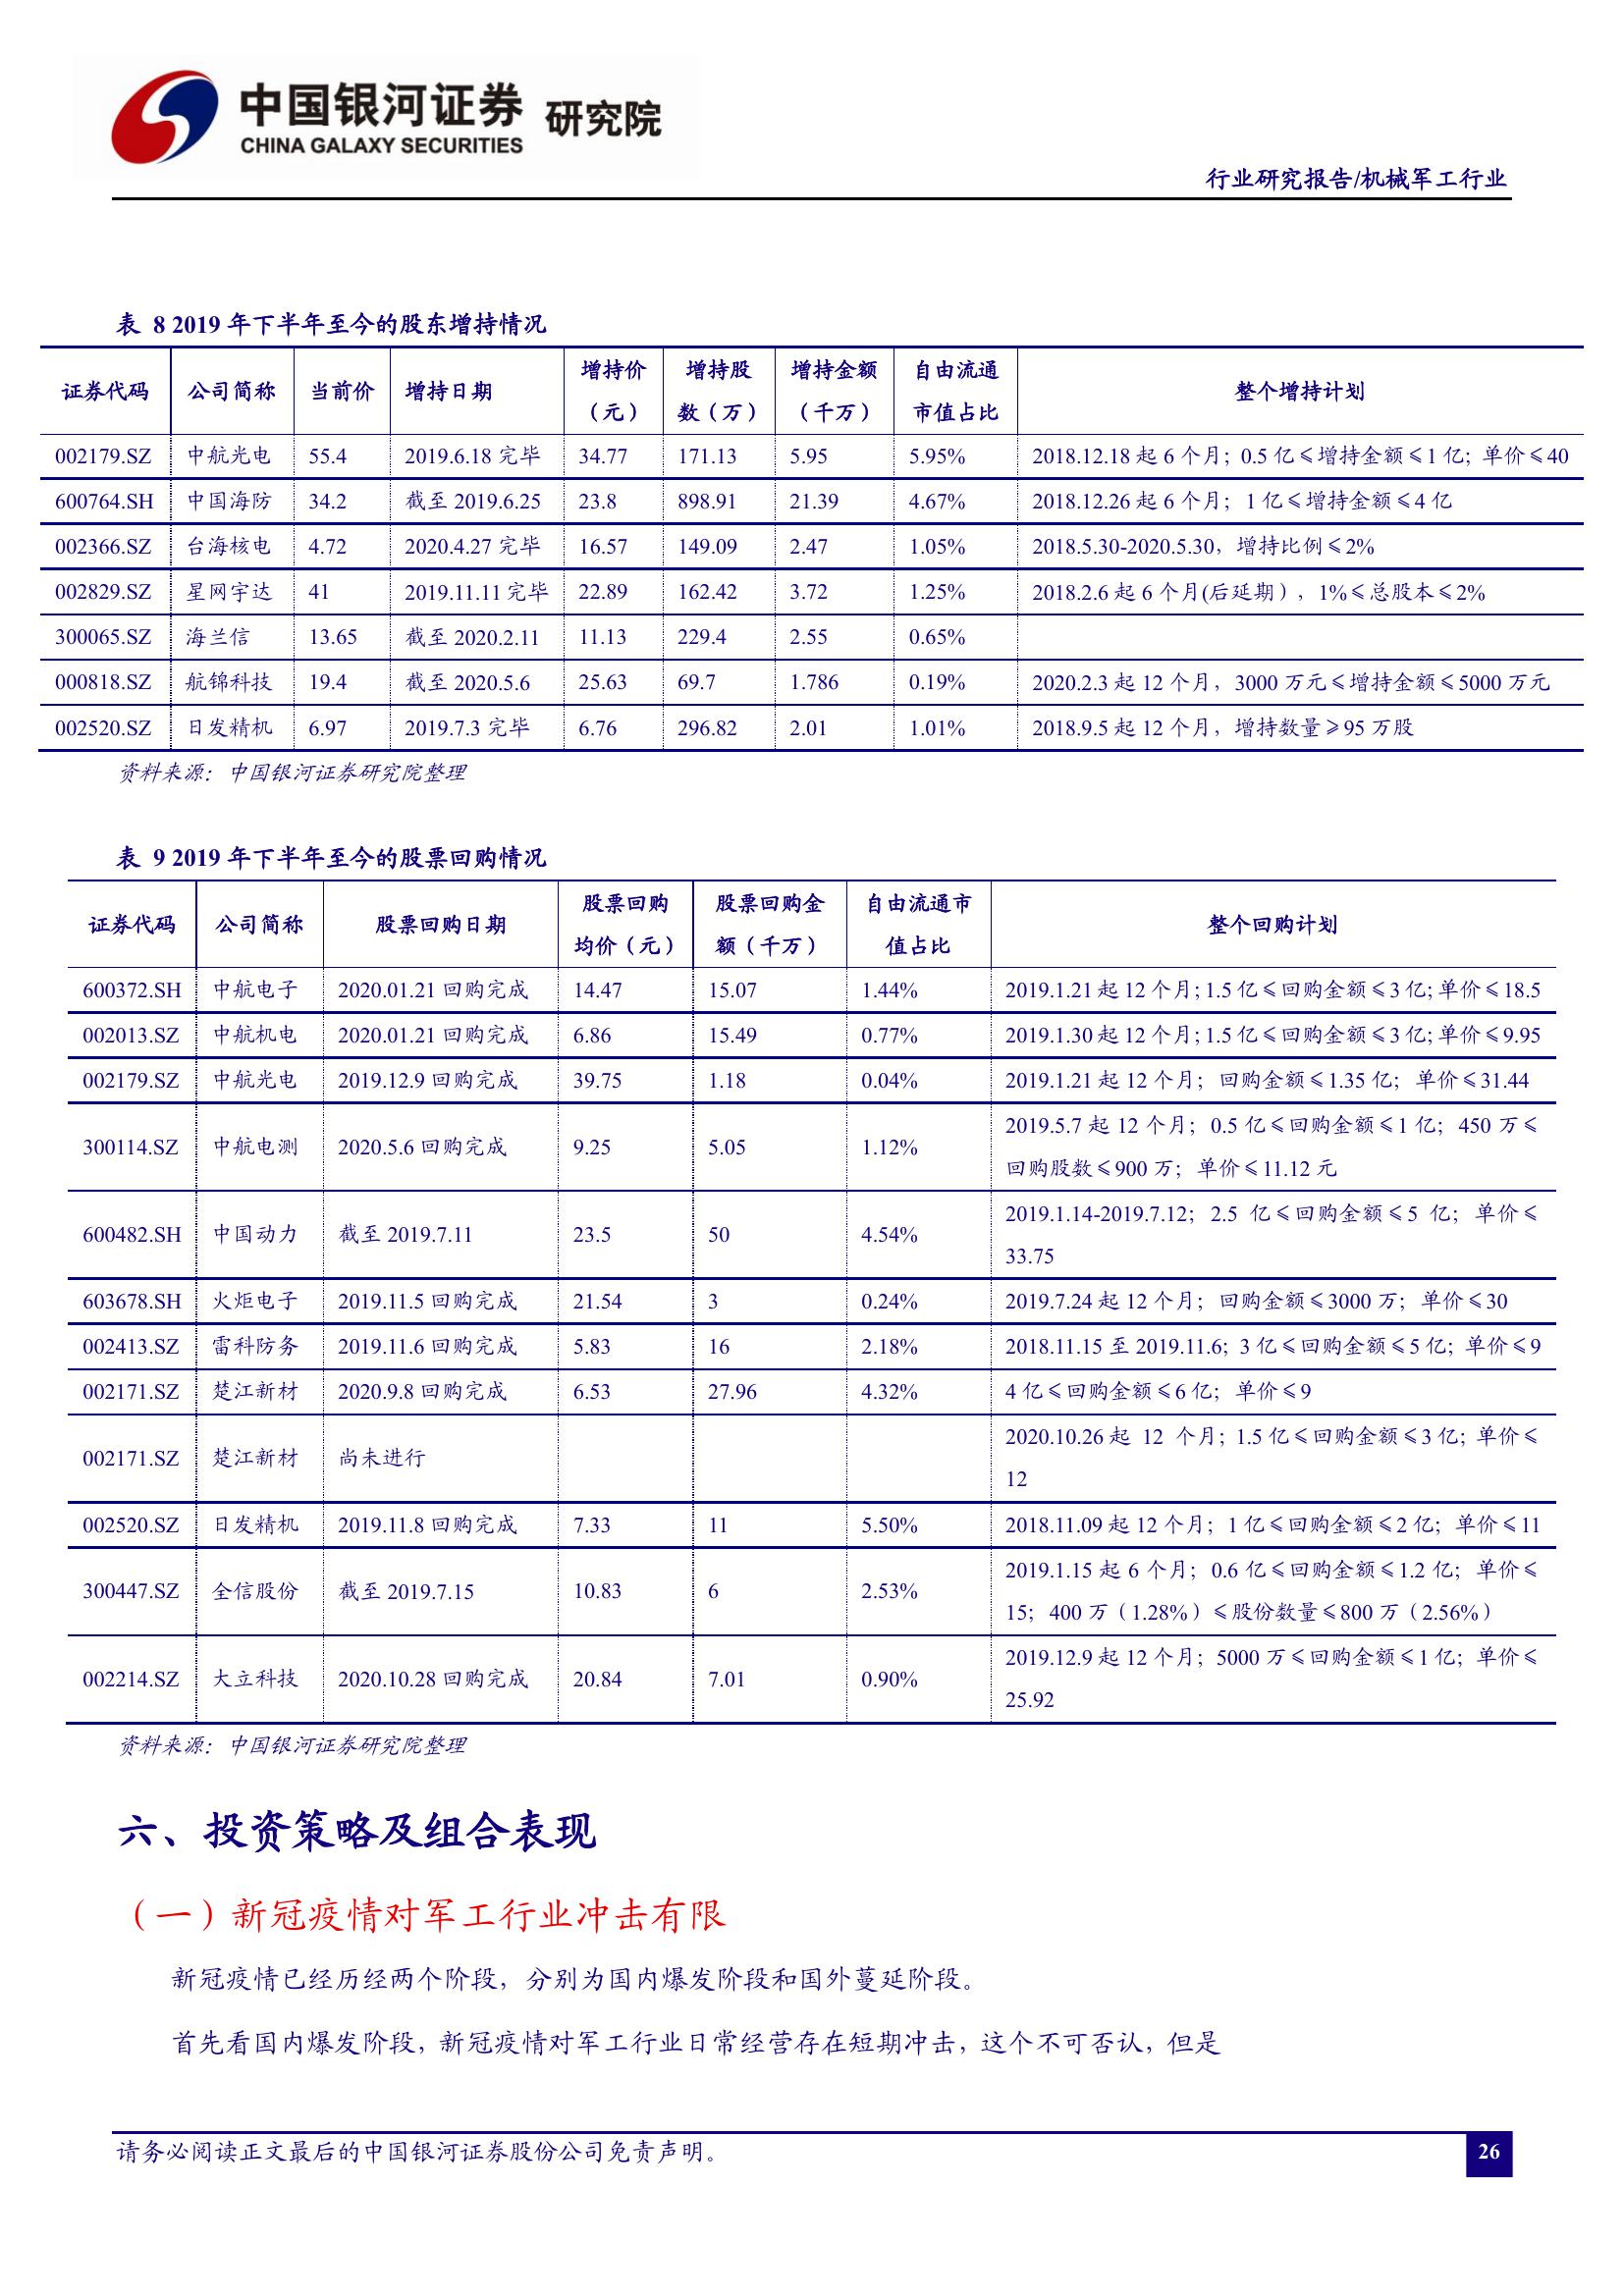 中国银河证券 研究院
CHINA GALAXY SECURITIES
行业研究报告/机械军工行业
表 8 2019 年下半年至今的股东增持情况
证券代码 公司简称 当前价 增持日期 增持价（元） 增持股数（万） 增持金额（千万） 自由流通市值占比 整个增持计划
002179.SZ 中航光电 55.4 2019.6.18 完毕 34.77 171.13 5.95 5.95% 2018.12.18 起 6 个月；0.5 亿≤增持金额≤1 亿；单价≤40
600764.SH 中国海防 34.2 截至 2019.6.25 23.8 898.91 21.39 4.67% 2018.12.26 起 6 个月；1 亿≤增持金额≤4 亿
002366.SZ 台海核电 4.72 2020.4.27 完毕 16.57 149.09 2.47 1.05% 2018.5.30-2020.5.30，增持比例≤2%
002829.SZ 星网宇达 41 2019.11.11 完毕 22.89 162.42 3.72 1.25% 2018.2.6 起 6 个月(后延期），1%≤总股本≤2%
300065.SZ 海兰信 13.65 截至 2020.2.11 11.13 229.4 2.55 0.65%
000818.SZ 航锦科技 19.4 截至 2020.5.6 25.63 69.7 1.786 0.19% 2020.2.3 起 12 个月，3000 万元≤增持金额≤5000 万元
002520.SZ 日发精机 6.97 2019.7.3 完毕 6.76 296.82 2.01 1.01% 2018.9.5 起 12 个月，增持数量≥95 万股
资料来源：中国银河证券研究院整理
表 9 2019 年下半年至今的股票回购情况
证券代码 公司简称 股票回购日期 股票回购均价（元） 股票回购金额（千万） 自由流通市值占比 整个回购计划
600372.SH 中航电子 2020.01.21 回购完成 14.47 15.07 1.44% 2019.1.21 起 12 个月；1.5 亿≤回购金额≤3 亿；单价≤18.5
002013.SZ 中航机电 2020.01.21 回购完成 6.86 15.49 0.77% 2019.1.30 起 12 个月；1.5 亿≤回购金额≤3 亿；单价≤9.95
002179.SZ 中航光电 2019.12.9 回购完成 39.75 1.18 0.04% 2019.1.21 起 12 个月；回购金额≤1.35 亿；单价≤31.44
300114.SZ 中航电测 2020.5.6 回购完成 9.25 5.05 1.12% 2019.5.7 起 12 个月；0.5 亿≤回购金额≤1 亿；450 万≤
回购股数≤900 万；单价≤11.12 元
600482.SH 中国动力 截至 2019.7.11 23.5 50 4.54% 2019.1.14-2019.7.12；2.5 亿≤回购金额≤5 亿；单价≤
33.75
603678.SH 火炬电子 2019.11.5 回购完成 21.54 3 0.24% 2019.7.24 起 12 个月；回购金额≤3000 万；单价≤30
002413.SZ 雷科防务 2019.11.6 回购完成 5.83 16 2.18% 2018.11.15 至 2019.11.6；3 亿≤回购金额≤5 亿；单价≤9
002171.SZ 楚江新材 2020.9.8 回购完成 6.53 27.96 4.32% 4 亿≤回购金额≤6 亿；单价≤9
002171.SZ 楚江新材 尚未进行 2020.10.26 起 12 个月；1.5 亿≤回购金额≤3 亿；单价≤
12
002520.SZ 日发精机 2019.11.8 回购完成 7.33 11 5.50% 2018.11.09 起 12 个月；1 亿≤回购金额≤2 亿；单价≤11
300447.SZ 全信股份 截至 2019.7.15 10.83 6 2.53% 2019.1.15 起 6 个月；0.6 亿≤回购金额≤1.2 亿；单价≤
15；400 万（1.28%）≤股份数量≤800 万（2.56%）
002214.SZ 大立科技 2020.10.28 回购完成 20.84 7.01 0.90% 2019.12.9 起 12 个月；5000 万≤回购金额≤1 亿；单价≤
25.92
资料来源：中国银河证券研究院整理
六、投资策略及组合表现
（一）新冠疫情对军工行业冲击有限
新冠疫情已经历经两个阶段，分别为国内爆发阶段和国外蔓延阶段。
首先看国内爆发阶段，新冠疫情对军工行业日常经营存在短期冲击，这个不可否认，但是
请务必阅读正文最后的中国银河证券股份公司免责声明。
26